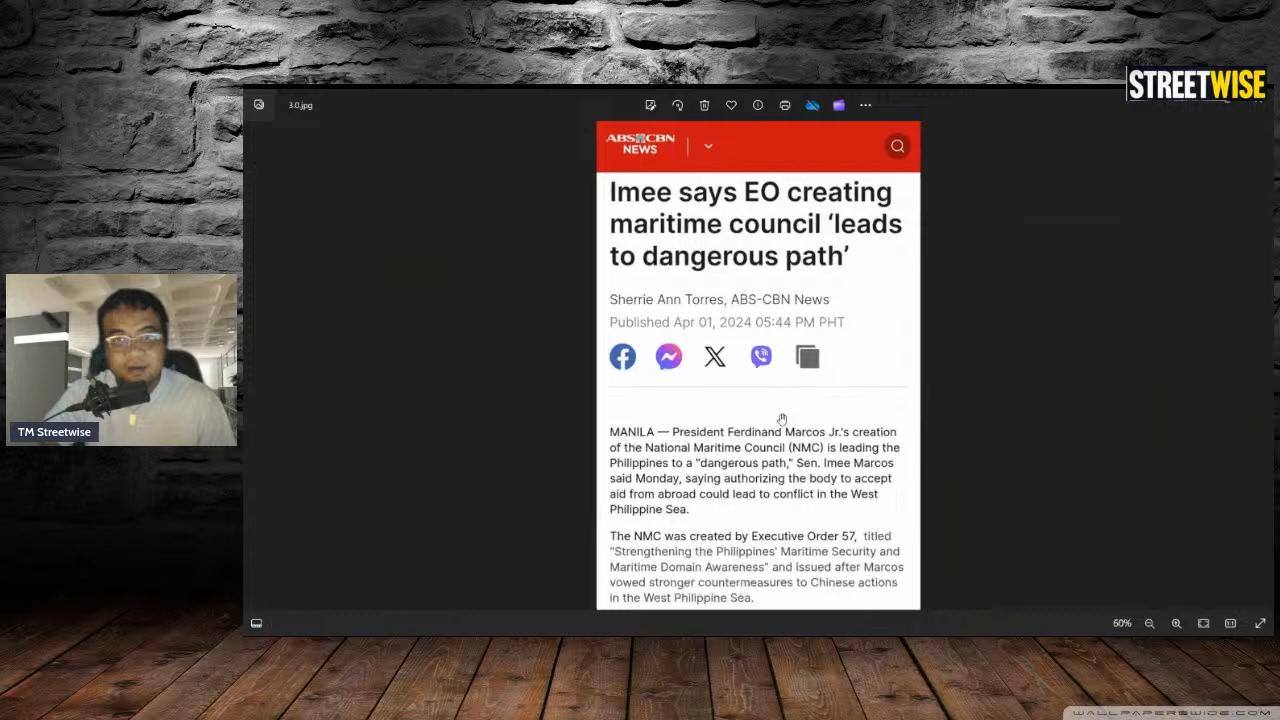 STREETWISE
3.0.jpg
ABS-CBN
NEWS
Imee says EO creating
maritime council ‘leads
to dangerous path’
Sherrie Ann Torres, ABS-CBN News
Published Apr 01, 2024 05:44 PM PHT
MANILA — President Ferdinand Marcos Jr.'s creation
of the National Maritime Council (NMC) is leading the
Philippines to a "dangerous path," Sen. Imee Marcos
said Monday, saying authorizing the body to accept
aid from abroad could lead to conflict in the West
Philippine Sea.
The NMC was created by Executive Order 57, titled
"Strengthening the Philippines' Maritime Security and
Maritime Domain Awareness" and issued after Marcos
vowed stronger countermeasures to Chinese actions
in the West Philippine Sea.
TM Streetwise
60%
WALLPAPERSWIDE.COM